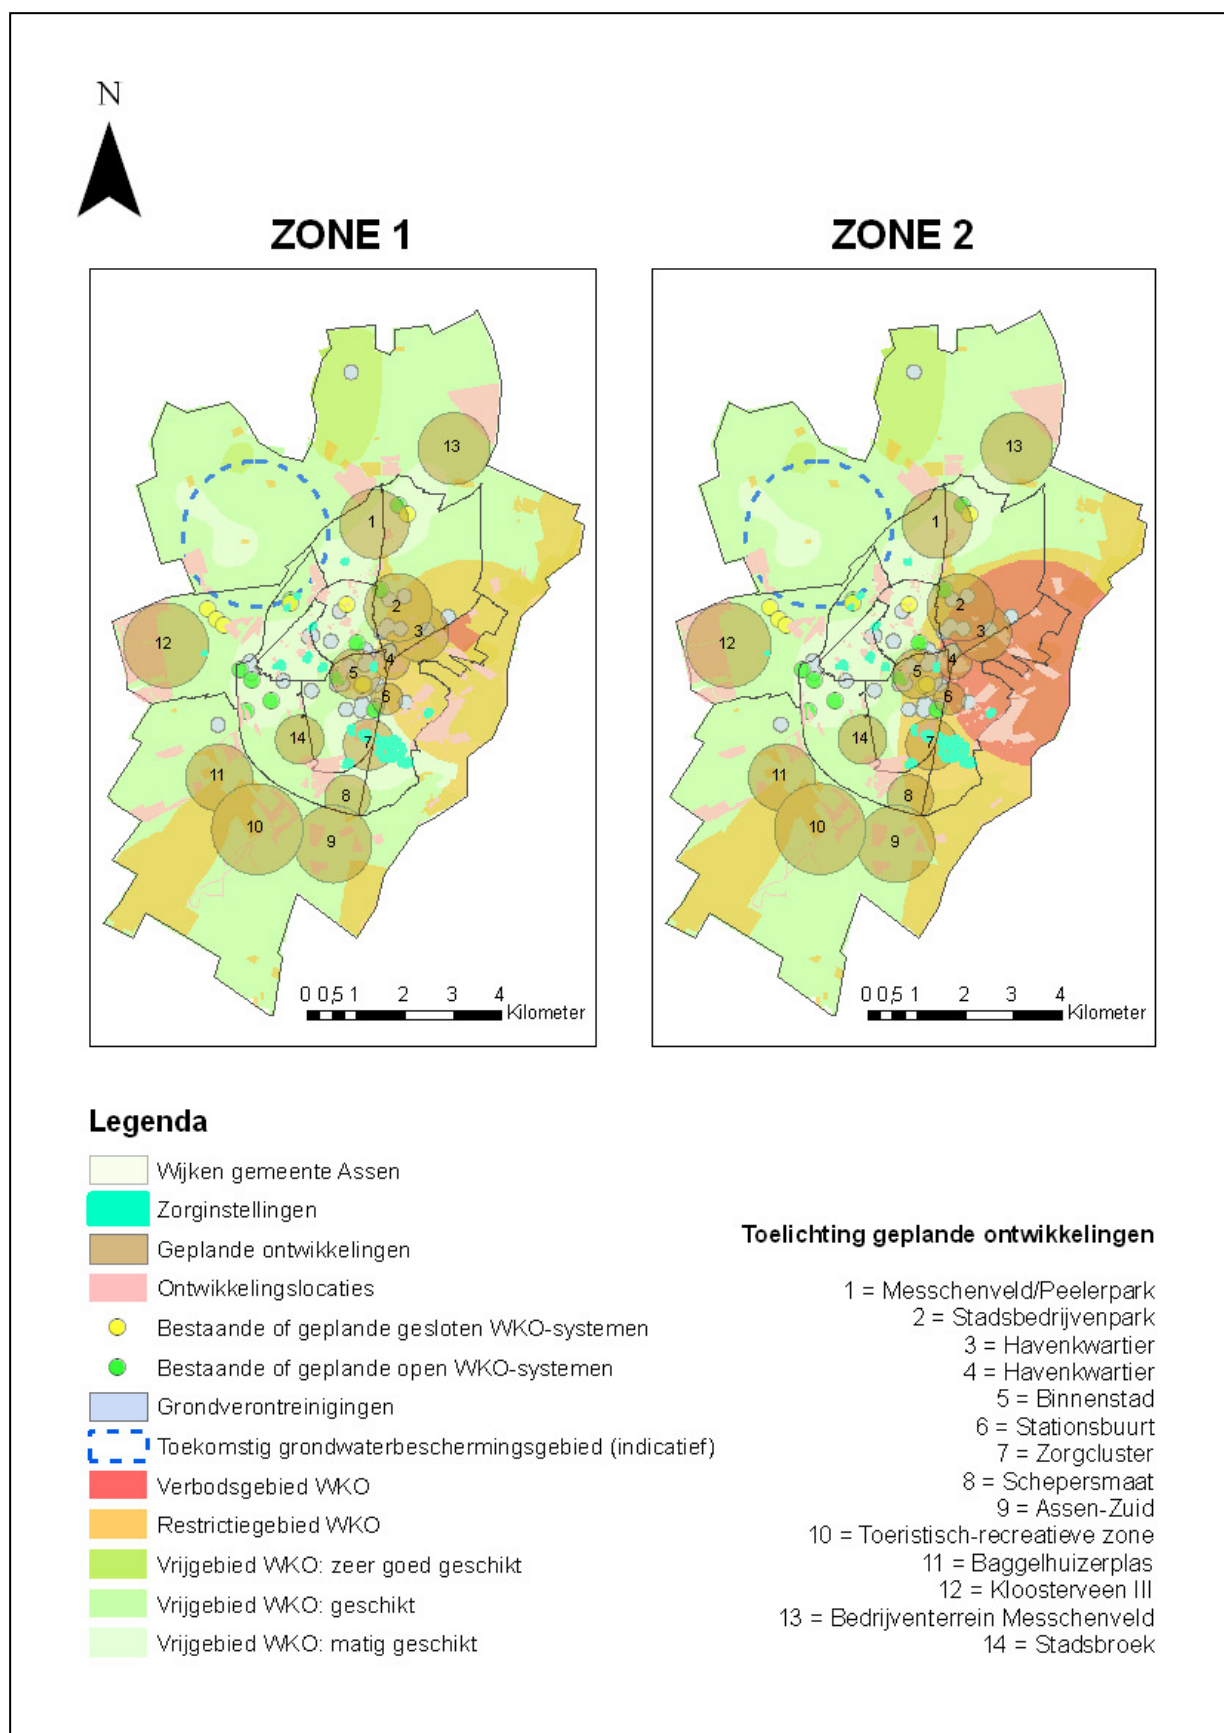 N
ZONE 1
ZONE 2
13
1
2
3
12
4
5
6
14
7
11
8
10
9
0 0,5 1 2 3 4
Kilometer
13
1
2
3
12
4
5
6
14
7
11
8
10
9
0 0,5 1 2 3 4
Kilometer
Legenda
Wijken gemeente Assen
Zorginstellingen
Geplande ontwikkelingen
Ontwikkelingslocaties
Bestaande of geplande gesloten WKO-systemen
Bestaande of geplande open WKO-systemen
Grondverontreinigingen
Toekomstig grondwaterbeschermingsgebied (indicatief)
Verbodsgebied WKO
Restrictiegebied WKO
Vrijgebied WKO: zeer goed geschikt
Vrijgebied WKO: geschikt
Vrijgebied WKO: matig geschikt
Toelichting geplande ontwikkelingen
1 = Messchenveld/Peelerpark
2 = Stadsbedrijvenpark
3 = Havenkwartier
4 = Havenkwartier
5 = Binnenstad
6 = Stationsbuurt
7 = Zorgcluster
8 = Schepersmaat
9 = Assen-Zuid
10 = Toeristisch-recreatieve zone
11 = Baggelhuizerplas
12 = Kloosterveen III
13 = Bedrijventerrein Messchenveld
14 = Stadsbroek